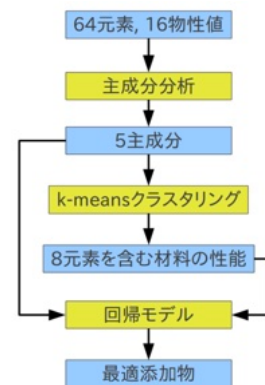 64元素, 16物性値
主成分分析
5主成分
k-meansクラスタリング
8元素を含む材料の性能
回帰モデル
最適添加物